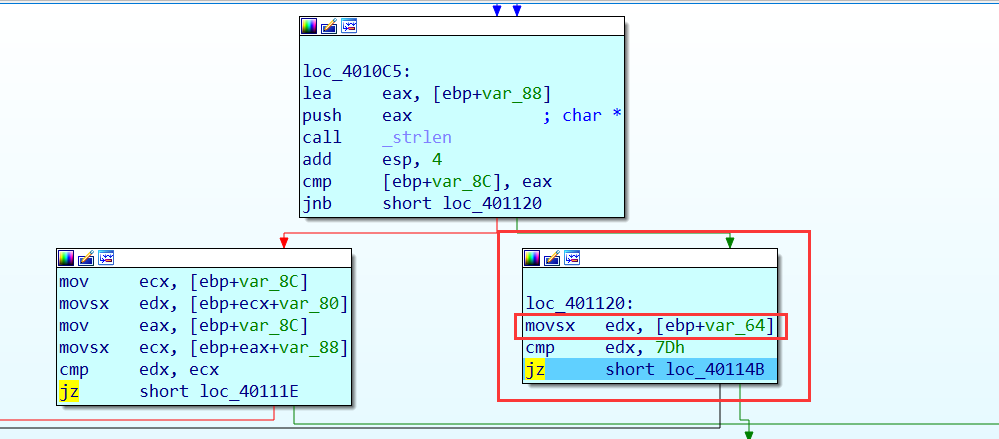 loc_4010C5:
lea eax, [ebp+var_88]
push eax ; char *
call _strlen
add esp, 4
cmp [ebp+var_8C], eax
jnb short loc_401120
mov ecx, [ebp+var_8C]
movsx edx, [ebp+ecx+var_80]
mov eax, [ebp+var_8C]
movsx ecx, [ebp+eax+var_88]
cmp edx, ecx
jz short loc_40111E
loc_401120:
movsx edx, [ebp+var_64]
cmp edx, 7Dh
jz short loc_40114B